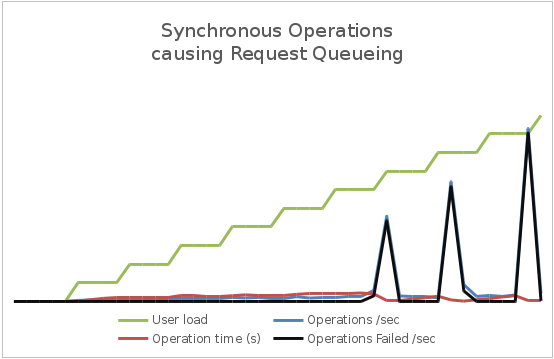 Synchronous Operations
causing Request Queueing
User load
Operations /sec
Operation time (s)
Operations Failed /sec